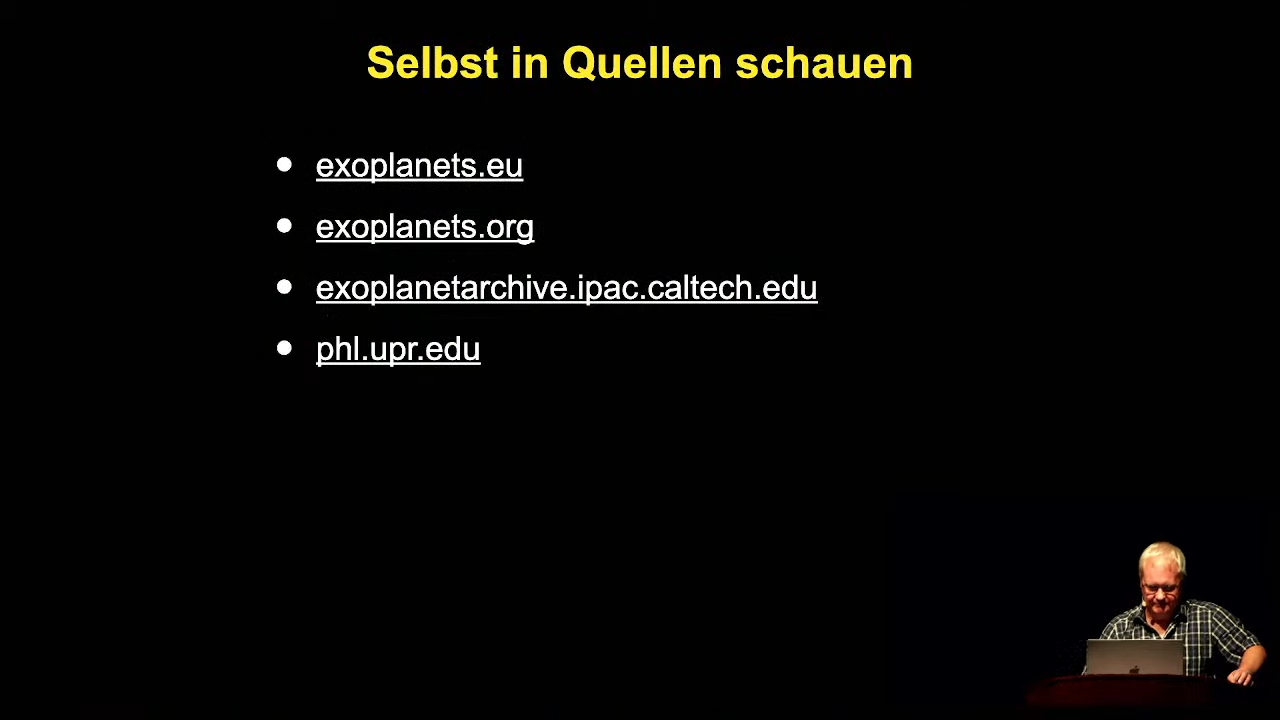 Selbst in Quellen schauen
exoplanets.eu
exoplanets.org
exoplanetarchive.ipac.caltech.edu
phl.upr.edu